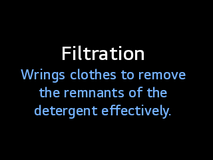 Filtration
Wrings clothes to remove
the remnants of the
detergent effectively.